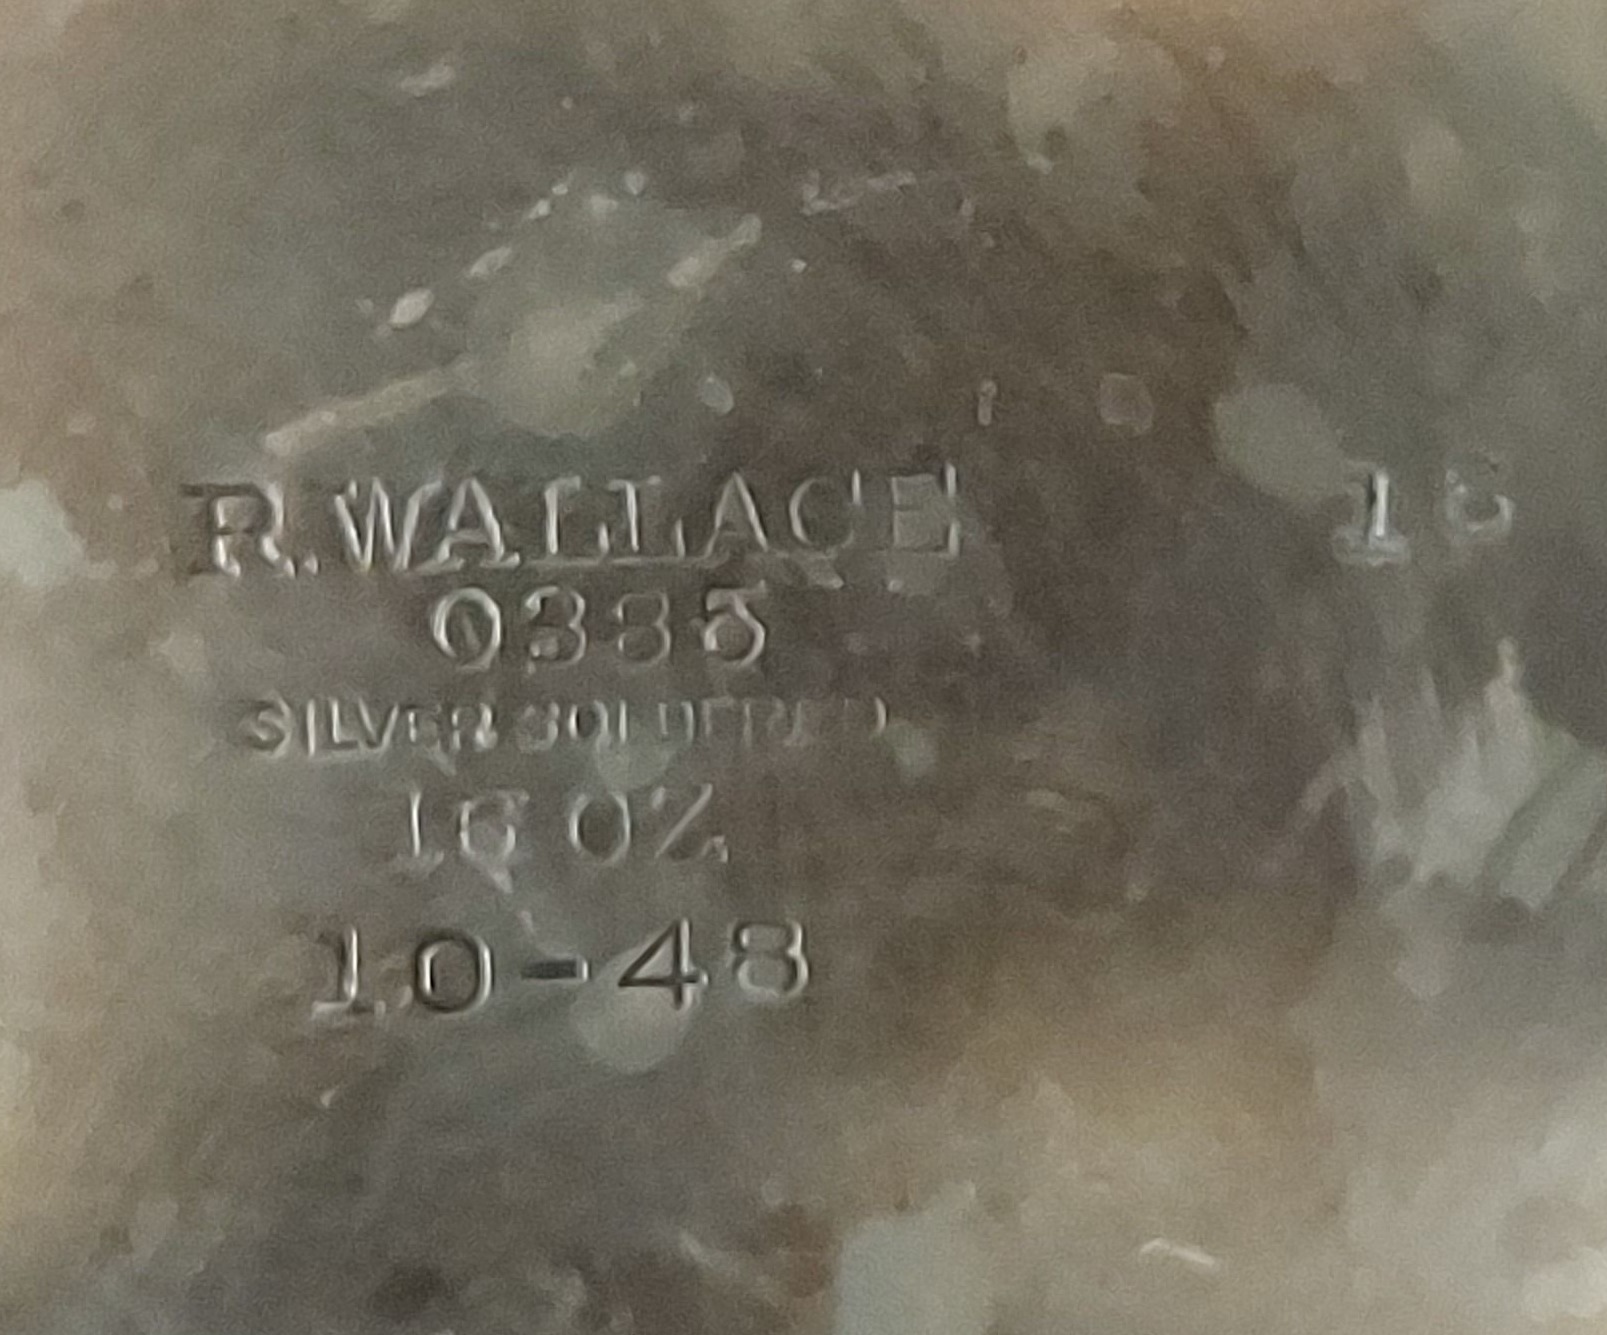 R.WALLACE
0335
SILVER SOLDERED
16 OZ.
10-48